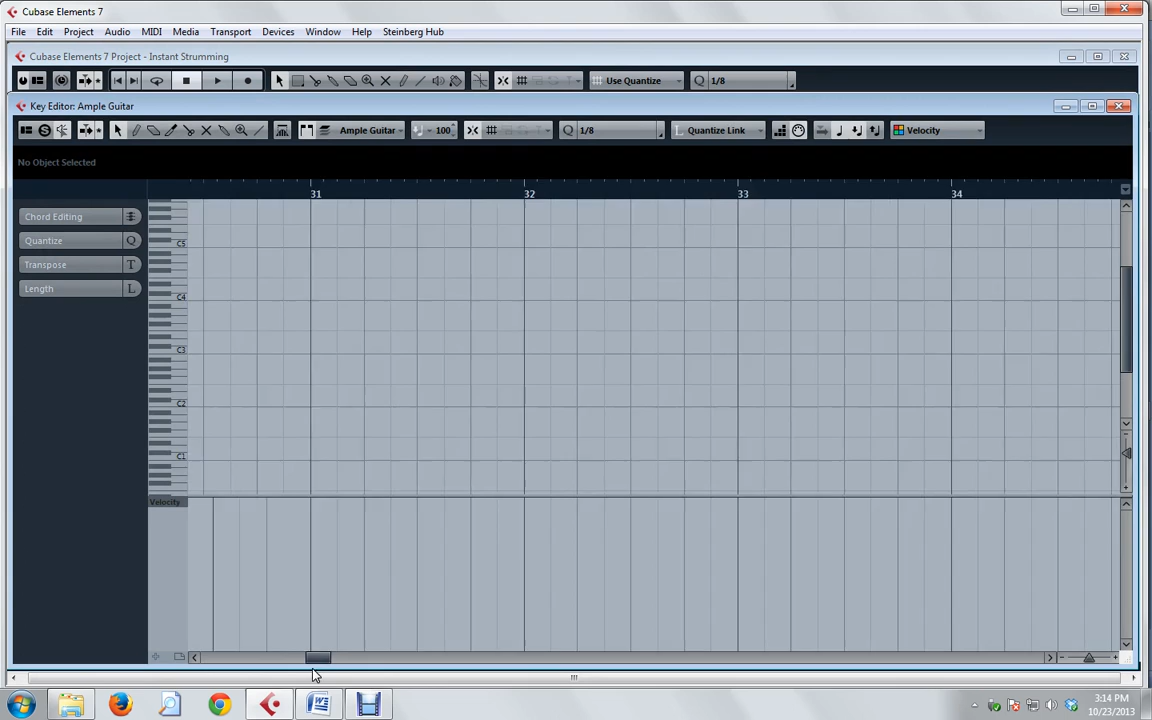 Cubase Elements 7
File Edit Project Audio MIDI Media Transport Devices Window Help Steinberg Hub
Cubase Elements 7 Project - Instant Strumming
Use Quantize Q 1/8
Key Editor: Ample Guitar
S Ample Guitar 100 Q 1/8 L Quantize Link Velocity
No Object Selected
31 32 33 34
Chord Editing
Quantize Q
Transpose T
Length L
C5
C4
C3
C2
C1
Velocity
3:14 PM
10/23/2013